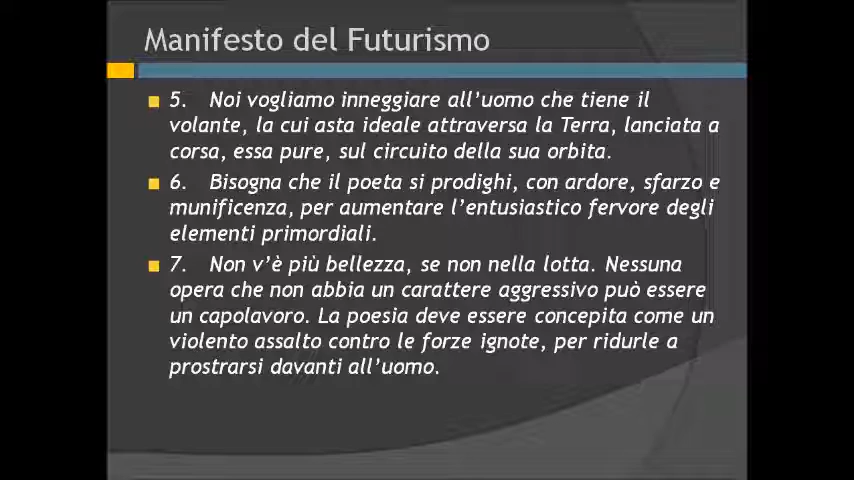 Manifesto del Futurismo
5. Noi vogliamo inneggiare all'uomo che tiene il
volante, la cui asta ideale attraversa la Terra, lanciata a
corsa, essa pure, sul circuito della sua orbita.
6. Bisogna che il poeta si prodighi, con ardore, sfarzo e
munificenza, per aumentare l'entusiastico fervore degli
elementi primordiali.
7. Non v'è più bellezza, se non nella lotta. Nessuna
opera che non abbia un carattere aggressivo può essere
un capolavoro. La poesia deve essere concepita come un
violento assalto contro le forze ignote, per ridurle a
prostrarsi davanti all'uomo.